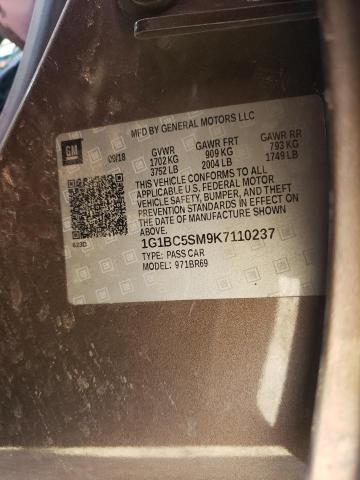 MFD BY GENERAL MOTORS LLC
GM
09/18
GVWR GAWR FRT GAWR RR
1702 KG 909 KG 793 KG
3752 LB 2004 LB 1749 LB
THIS VEHICLE CONFORMS TO ALL
APPLICABLE U.S. FEDERAL MOTOR
VEHICLE SAFETY, BUMPER, AND THEFT
PREVENTION STANDARDS IN EFFECT ON THE
DATE OF MANUFACTURE SHOWN ABOVE.
623D
1G1BC5SM9K7110237
TYPE: PASS CAR
MODEL: 971BR69